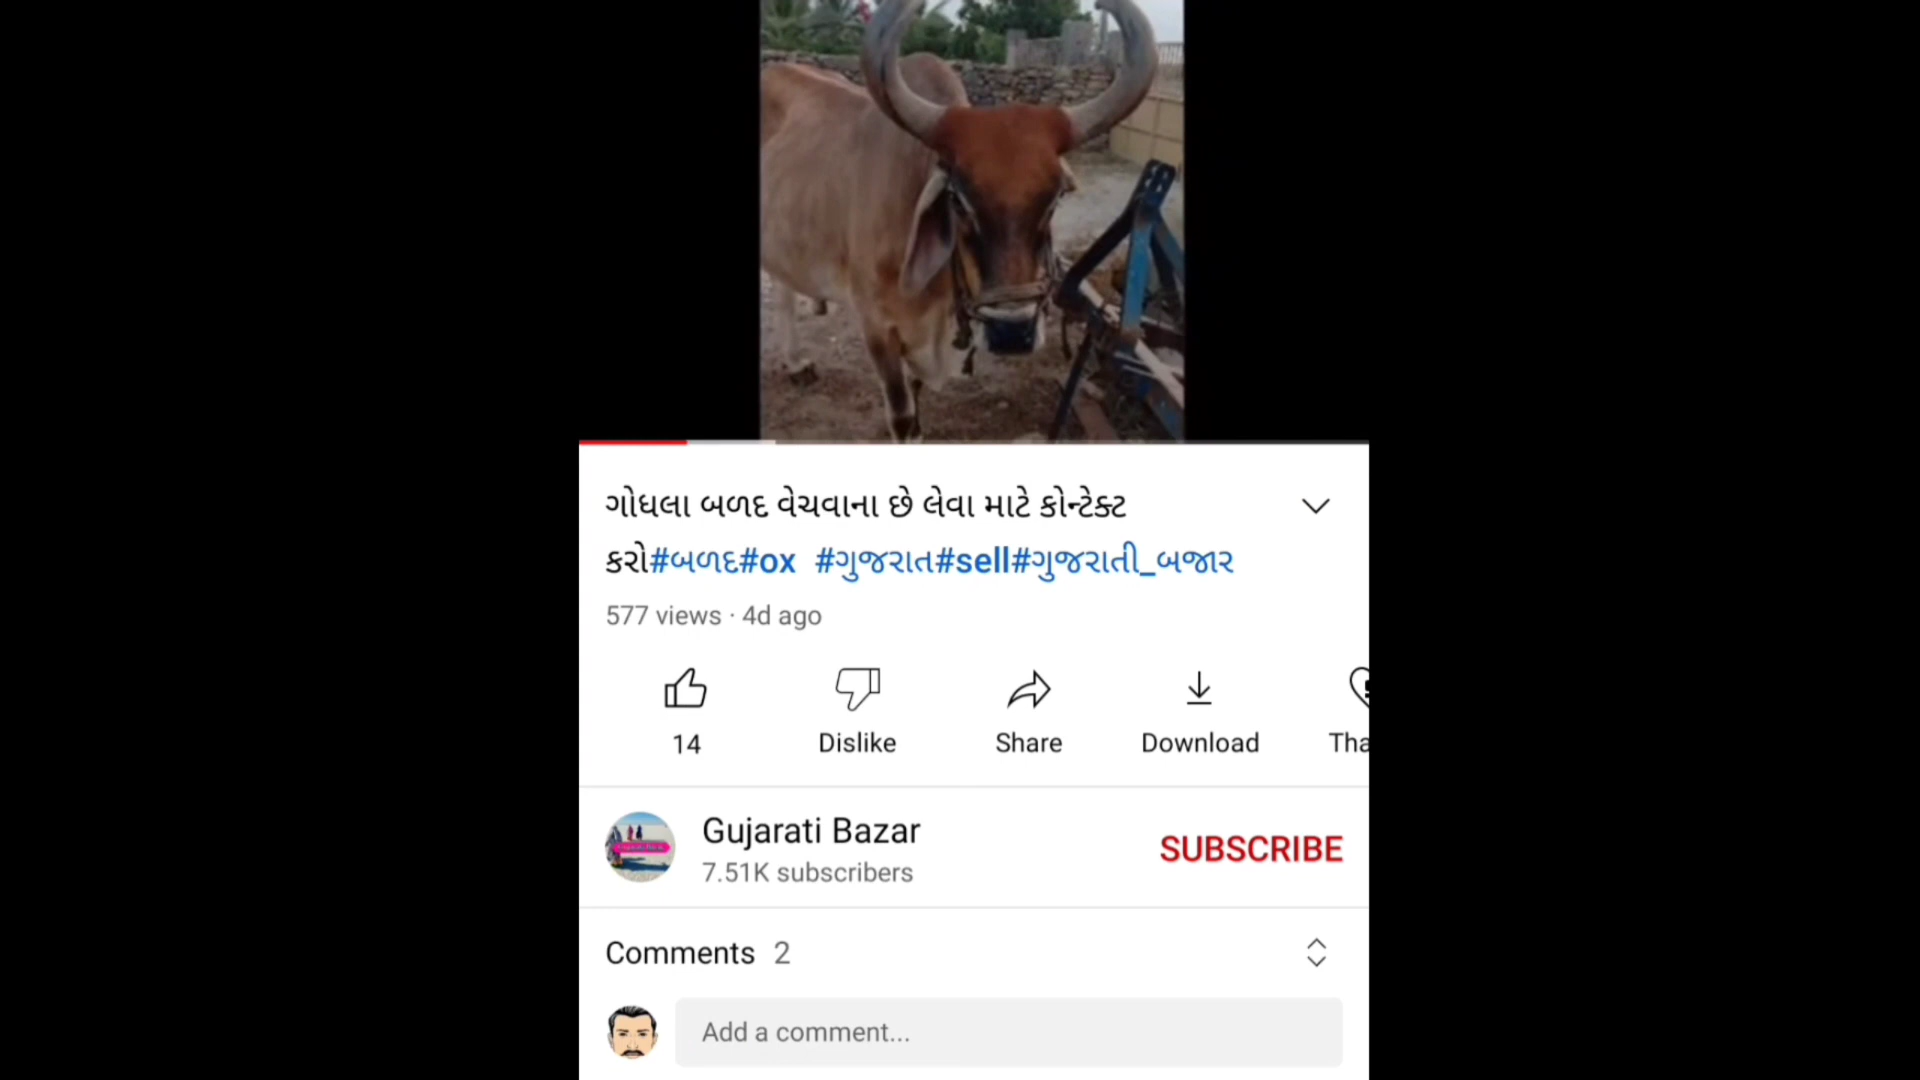 ગોધલા બળદ વેચવાના છે લેવા માટે કોન્ટેક્ટ
કરો#બળદ#ox #ગુજરાત#sell#ગુજરાતી_બજાર
577 views · 4d ago
14
Dislike
Share
Download
Tha
Gujarati Bazar
SUBSCRIBE
7.51K subscribers
Comments 2
Add a comment...